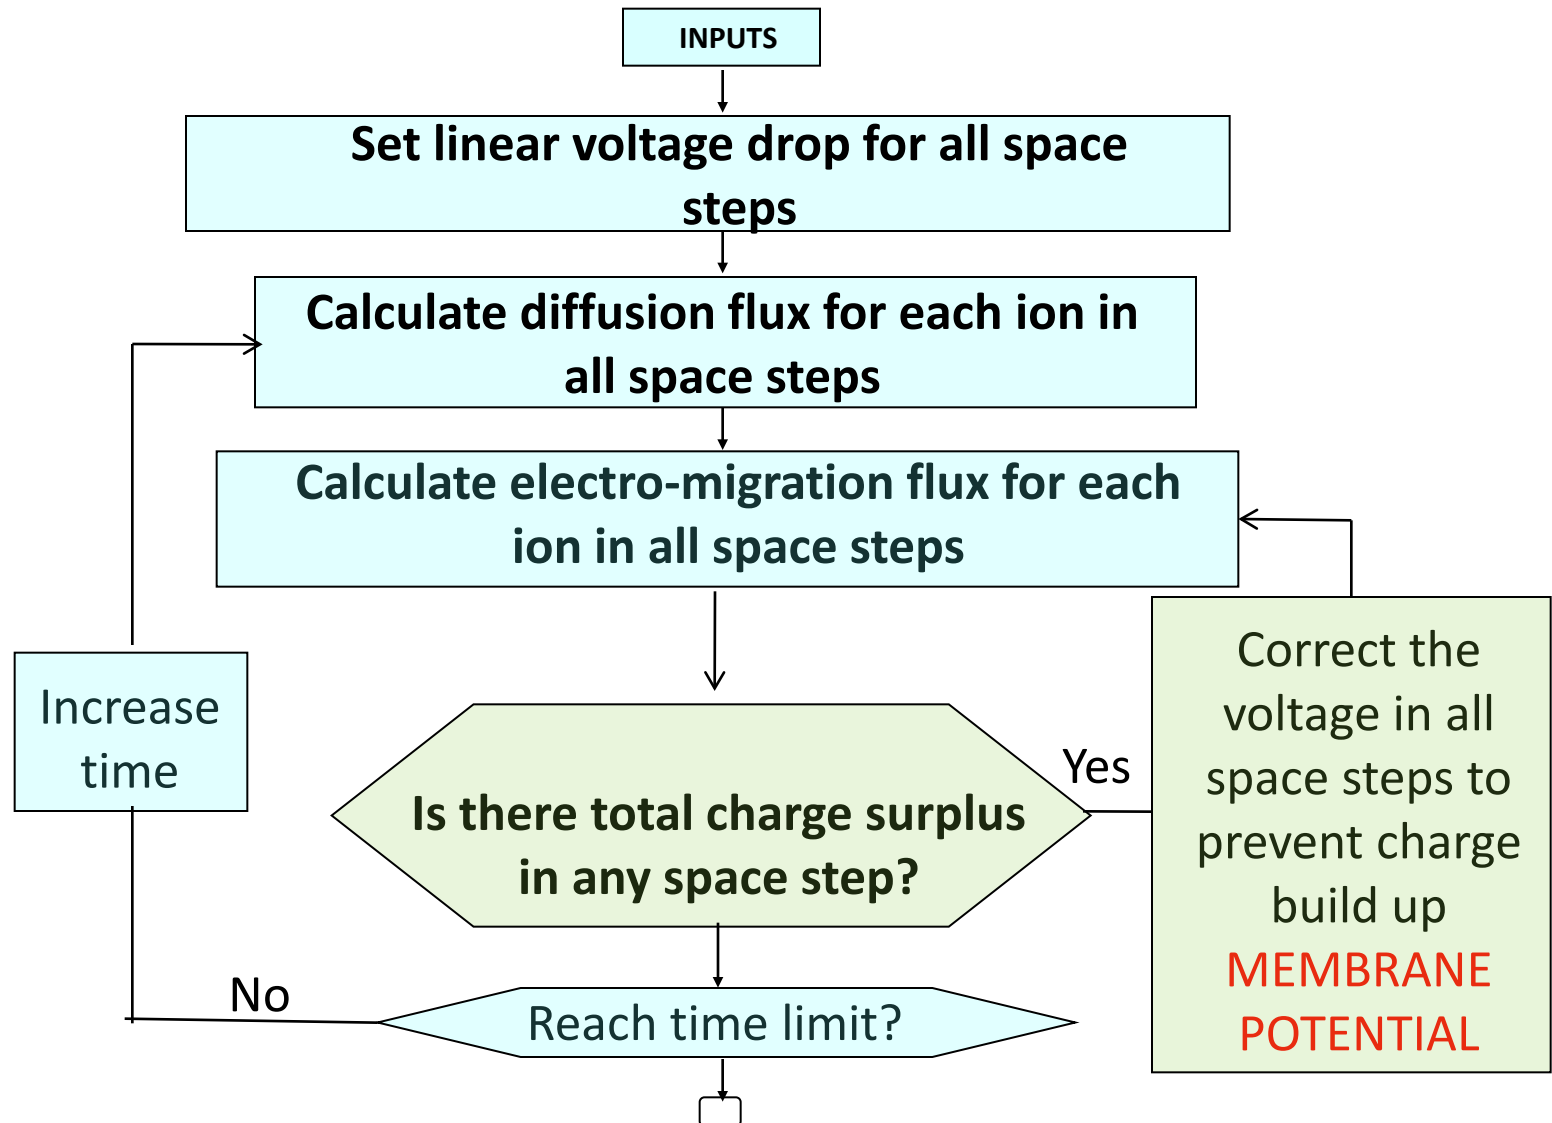 INPUTS
Set linear voltage drop for all space
steps
Calculate diffusion flux for each ion in
all space steps
Calculate electro-migration flux for each
ion in all space steps
Increase
time
Is there total charge surplus
in any space step?
Yes
Correct the
voltage in all
space steps to
prevent charge
build up
MEMBRANE
POTENTIAL
No
Reach time limit?